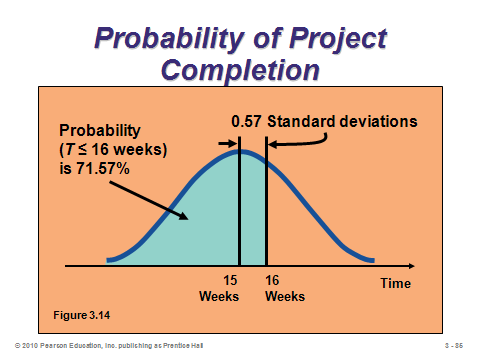 Probability of Project
Completion
Probability
(T ≤ 16 weeks)
is 71.57%
0.57 Standard deviations
15
Weeks
16
Weeks
Time
Figure 3.14
© 2010 Pearson Education, Inc. publishing as Prentice Hall
3 - 86